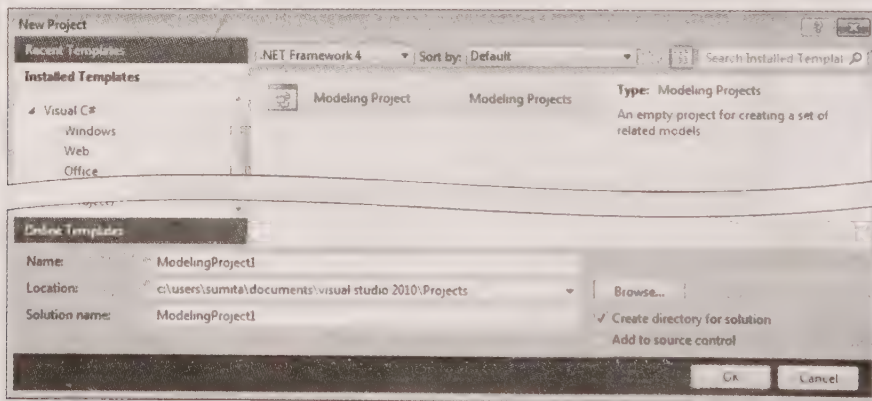 New Project
Recent Templates
.NET Framework 4 Sort by: Default Search Installed Templal
Installed Templates
Visual C#
Windows
Web
Office
Modeling Project Modeling Projects
Type: Modeling Projects
An empty project for creating a set of
related models
Online Templates
Name: ModelingProject1
Location: c:\users\sumita\documents\visual studio 2010\Projects Browse...
Solution name: ModelingProject1
Create directory for solution
Add to source control
OK Cancel